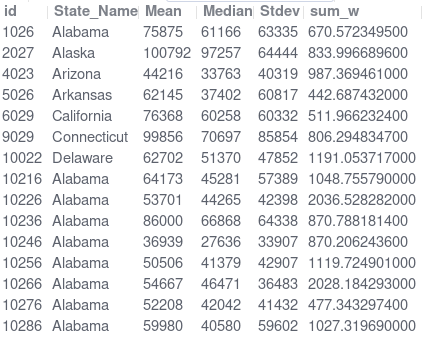 id State_Name Mean Median Stdev sum_w
1026 Alabama 75875 61166 63335 670.572349500
2027 Alaska 100792 97257 64444 833.996689600
4023 Arizona 44216 33763 40319 987.369461000
5026 Arkansas 62145 37402 60817 442.687432000
6029 California 76368 60258 60332 511.966232400
9029 Connecticut 99856 70697 85854 806.294834700
10022 Delaware 62702 51370 47852 1191.053717000
10216 Alabama 64173 45281 57389 1048.755790000
10226 Alabama 53701 44265 42398 2036.528282000
10236 Alabama 86000 66868 64338 870.788181400
10246 Alabama 36939 27636 33907 870.206243600
10256 Alabama 50506 41379 42907 1119.724901000
10266 Alabama 54667 46471 36483 2028.184293000
10276 Alabama 52208 42042 41432 477.343297400
10286 Alabama 59980 40580 59602 1027.319690000